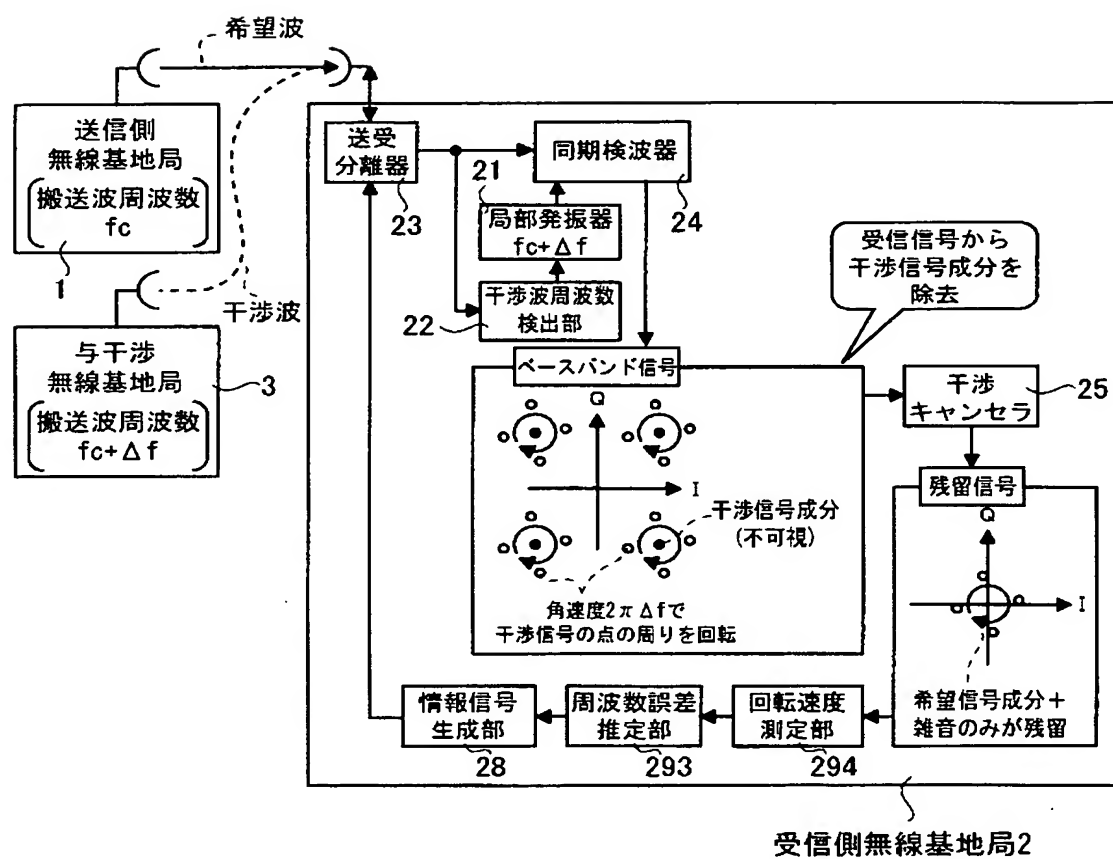 希望波
送信側
無線基地局
搬送波周波数
fc
1
干渉波
与干渉
無線基地局
搬送波周波数
fc+Δf
3
送受
分離器
23
同期検波器
24
21
局部発振器
fc+Δf
干渉波周波数
検出部
22
受信信号から
干渉信号成分を
除去
ベースバンド信号
Q
I
干渉信号成分
(不可視)
角速度2πΔfで
干渉信号の点の周りを回転
干渉
キャンセラ
25
残留信号
Q
I
希望信号成分+
雑音のみが残留
情報信号
生成部
28
周波数誤差
推定部
293
回転速度
測定部
294
受信側無線基地局2